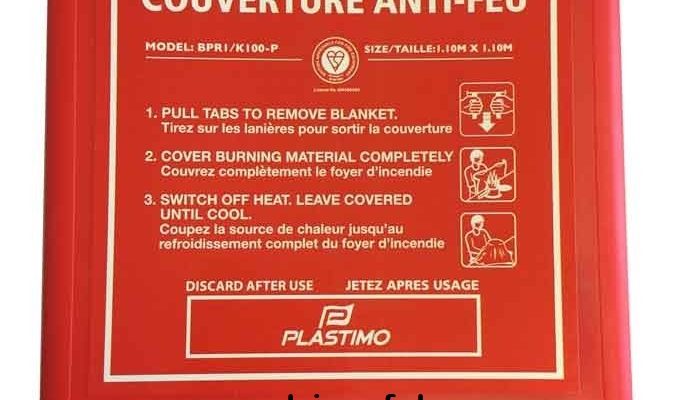 COUVERTURE ANTI-FEU
MODEL: BPR1/K100-P
SIZE/TAILLE:1.10M X 1.10M
1. PULL TABS TO REMOVE BLANKET.
Tirez sur les lanières pour sortir la couverture
2. COVER BURNING MATERIAL COMPLETELY
Couvrez complètement le foyer d'incendie
3. SWITCH OFF HEAT. LEAVE COVERED
UNTIL COOL.
Coupez la source de chaleur jusqu'au
refroidissement complet du foyer d'incendie
DISCARD AFTER USE
JETEZ APRES USAGE
PLASTIMO